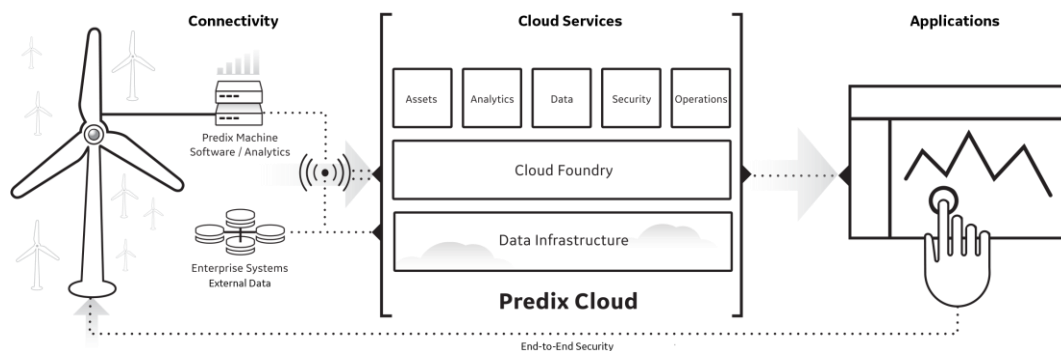 Connectivity
Cloud Services
Applications
Assets
Analytics
Data
Security
Operations
Predix Machine
Software / Analytics
Cloud Foundry
Data Infrastructure
Enterprise Systems
External Data
Predix Cloud
End-to-End Security